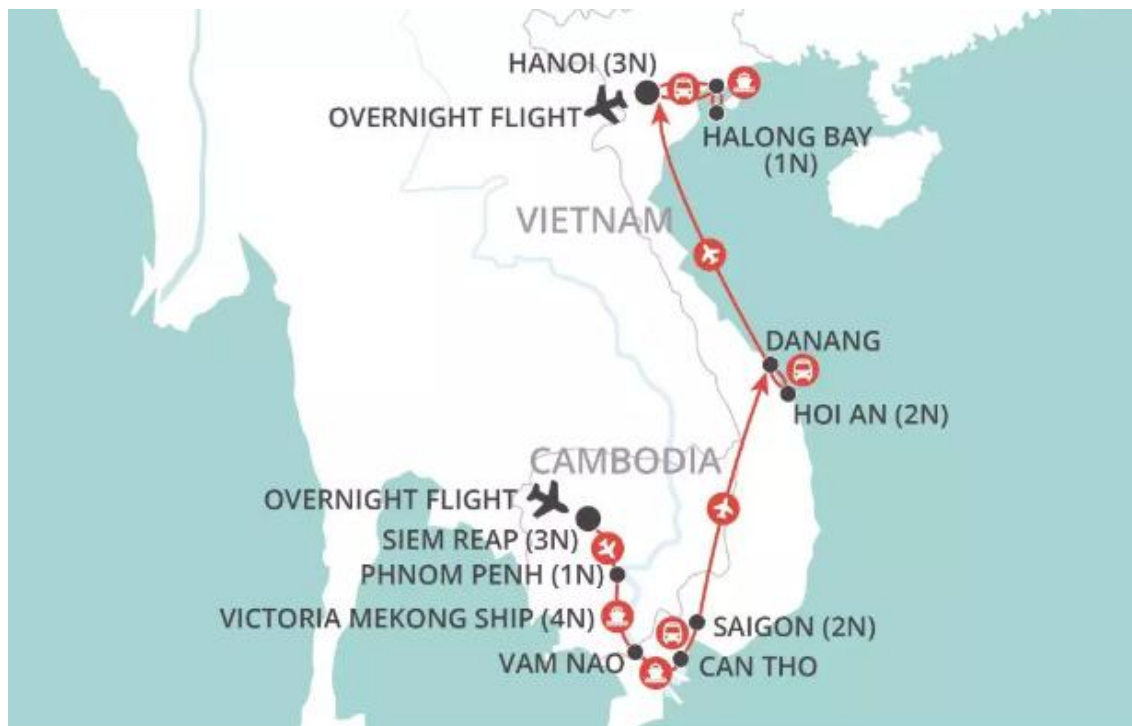 HANOI (3N)
OVERNIGHT FLIGHT
HALONG BAY
(1N)
VIETNAM
DANANG
HOI AN (2N)
CAMBODIA
OVERNIGHT FLIGHT
SIEM REAP (3N)
PHNOM PENH (1N)
VICTORIA MEKONG SHIP (4N)
SAIGON (2N)
VAM NAO
CAN THO